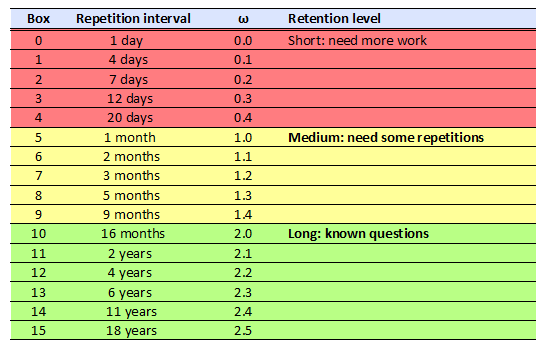 Box Repetition interval ω Retention level
0 1 day 0.0 Short: need more work
1 4 days 0.1
2 7 days 0.2
3 12 days 0.3
4 20 days 0.4
5 1 month 1.0 Medium: need some repetitions
6 2 months 1.1
7 3 months 1.2
8 5 months 1.3
9 9 months 1.4
10 16 months 2.0 Long: known questions
11 2 years 2.1
12 4 years 2.2
13 6 years 2.3
14 11 years 2.4
15 18 years 2.5